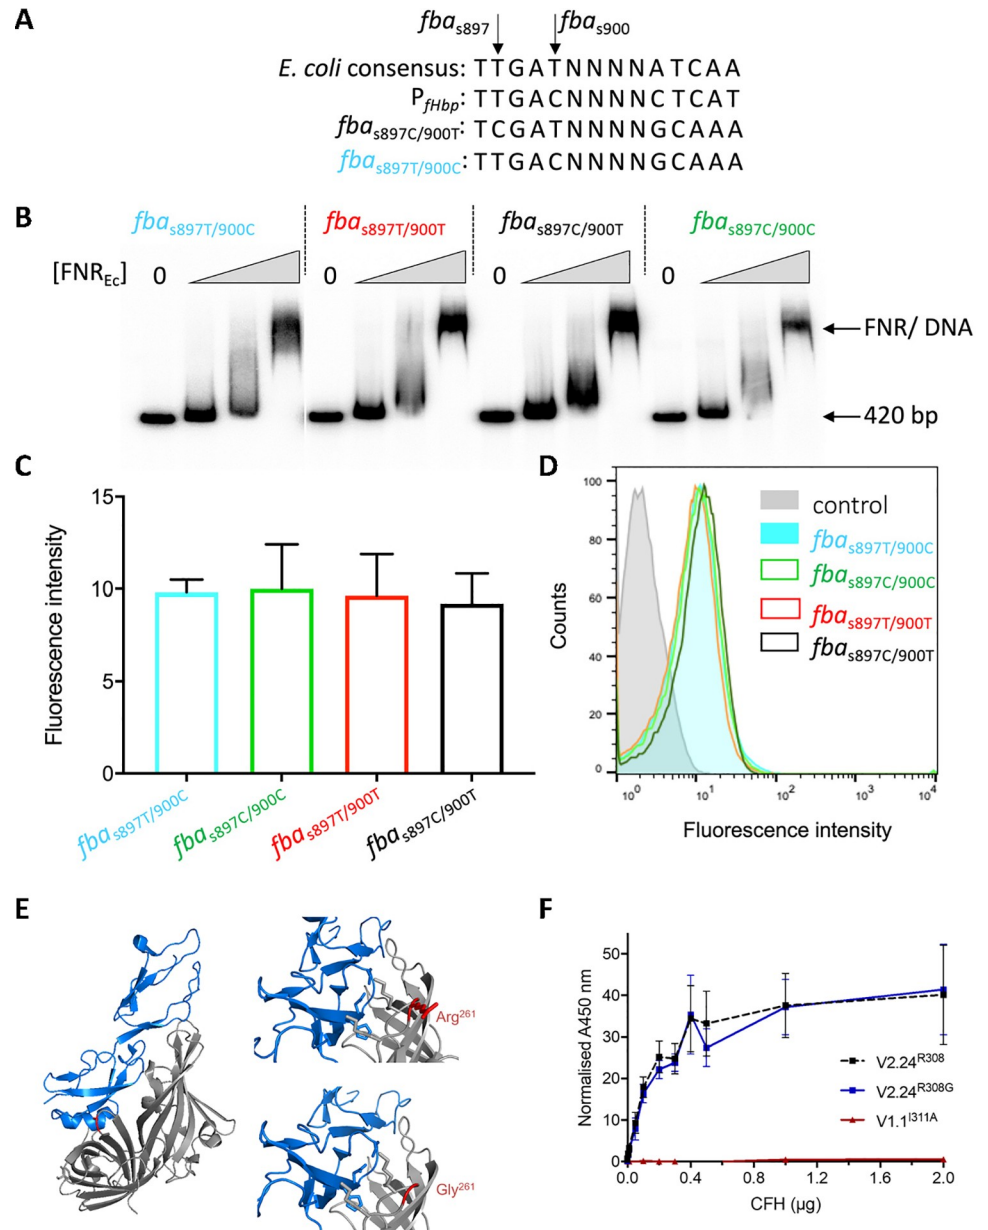 A
fbas897 fbas900
E. coli consensus: T T G A T N N N N A T C A A
PfHbp: T T G A C N N N N C T C A T
fbas897C/900T: T C G A T N N N N G C A A A
fbas897T/900C: T T G A C N N N N G C A A A
B
fbas897T/900C fbas897T/900T fbas897C/900T fbas897C/900C
[FNREc] 0 0 0 0
FNR/ DNA
420 bp
C
Fluorescence intensity
15
10
5
0
fbas897T/900C fbas897C/900C fbas897T/900T fbas897C/900T
D
Counts
100
80
60
40
20
0
10^0 10^1 10^2 10^3 10^4
Fluorescence intensity
control
fbas897T/900C
fbas897C/900C
fbas897T/900T
fbas897C/900T
E
Arg261
Gly261
F
Normalised A450 nm
50
40
30
20
10
0
0.0 0.4 0.8 1.2 1.6 2.0
CFH (µg)
V2.24R308
V2.24R308G
V1.1I311A